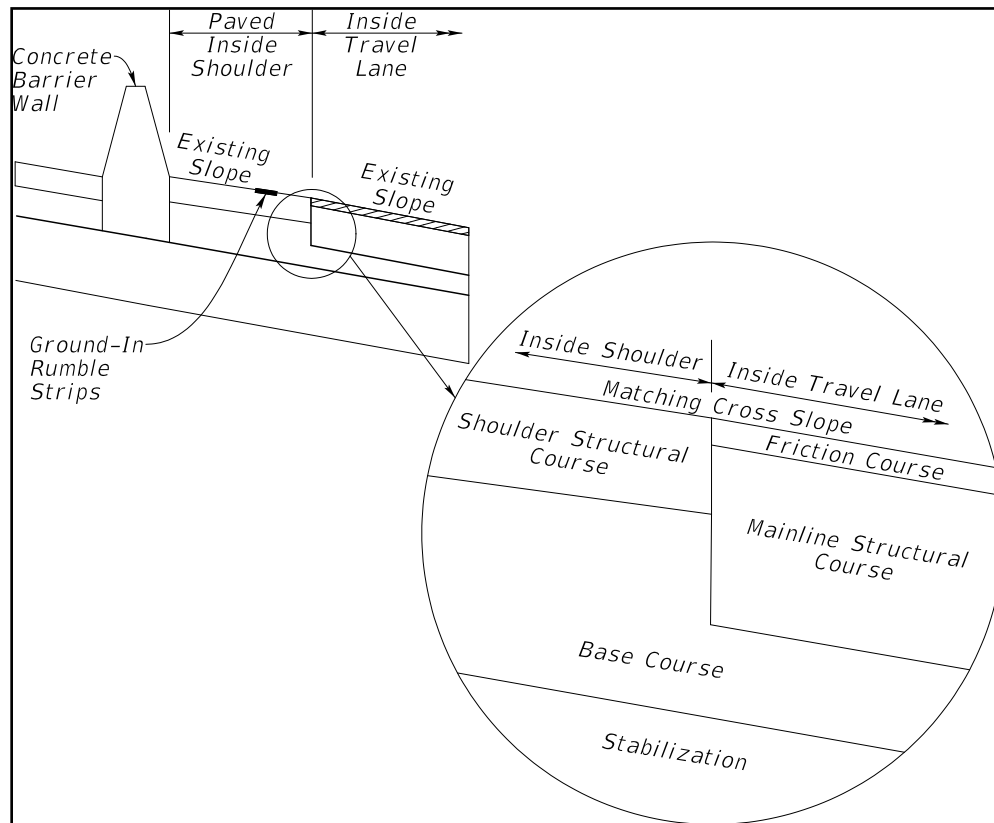 Paved
Inside
Shoulder
Inside
Travel
Lane
Concrete
Barrier
Wall
Existing
Slope
Existing
Slope
Ground-In
Rumble
Strips
Inside Shoulder
Inside Travel Lane
Matching Cross Slope
Shoulder Structural
Course
Friction Course
Mainline Structural
Course
Base Course
Stabilization